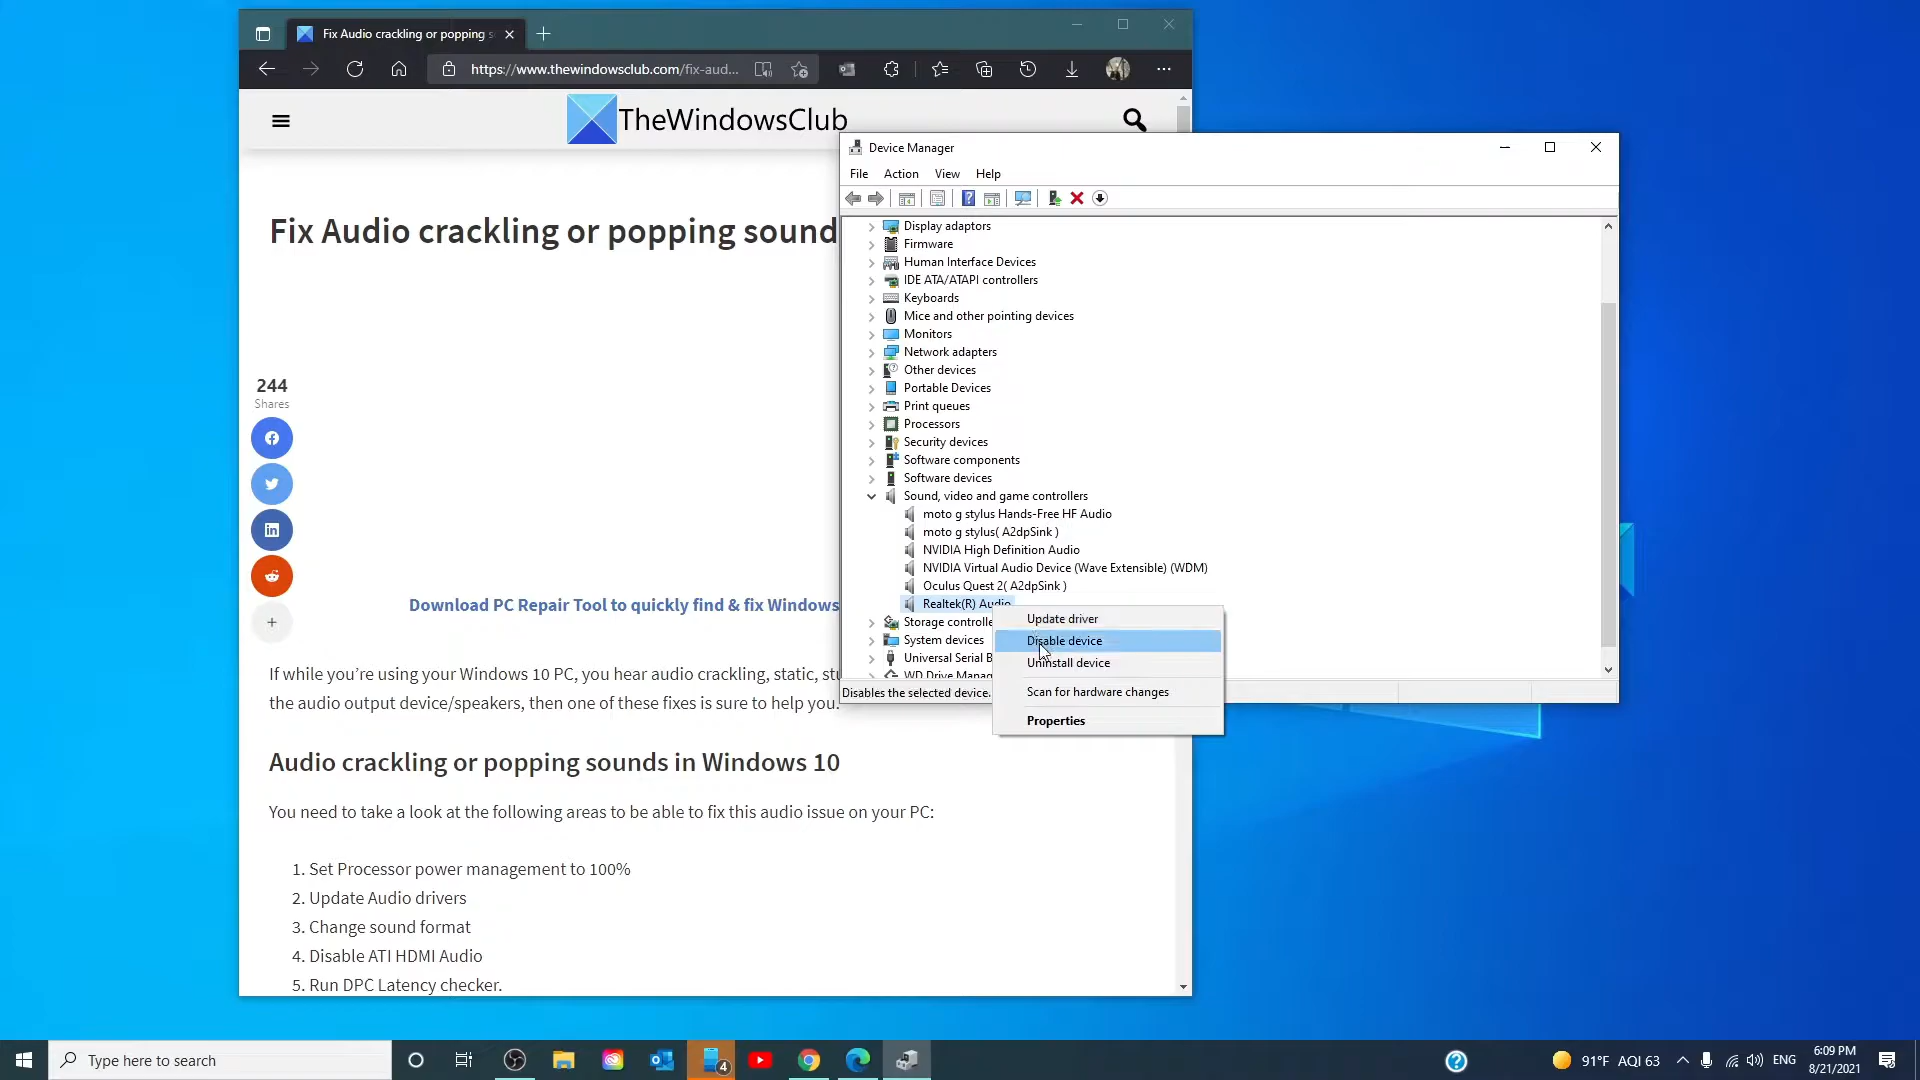 Fix Audio crackling or popping s
https://www.thewindowsclub.com/fix-aud...
TheWindowsClub
Fix Audio crackling or popping sound
244
Shares
Download PC Repair Tool to quickly find & fix Windows
If while you're using your Windows 10 PC, you hear audio crackling, static, stu
the audio output device/speakers, then one of these fixes is sure to help you.
Audio crackling or popping sounds in Windows 10
You need to take a look at the following areas to be able to fix this audio issue on your PC:
1. Set Processor power management to 100%
2. Update Audio drivers
3. Change sound format
4. Disable ATI HDMI Audio
5. Run DPC Latency checker.
Device Manager
File Action View Help
Display adaptors
Firmware
Human Interface Devices
IDE ATA/ATAPI controllers
Keyboards
Mice and other pointing devices
Monitors
Network adapters
Other devices
Portable Devices
Print queues
Processors
Security devices
Software components
Software devices
Sound, video and game controllers
moto g stylus Hands-Free HF Audio
moto g stylus( A2dpSink )
NVIDIA High Definition Audio
NVIDIA Virtual Audio Device (Wave Extensible) (WDM)
Oculus Quest 2( A2dpSink )
Realtek(R) Audio
Storage controlle
System devices
Universal Serial B
WD Drive Manag
Disables the selected device.
Update driver
Disable device
Uninstall device
Scan for hardware changes
Properties
Type here to search
4
91°F AQI 63
ENG
6:09 PM
8/21/2021